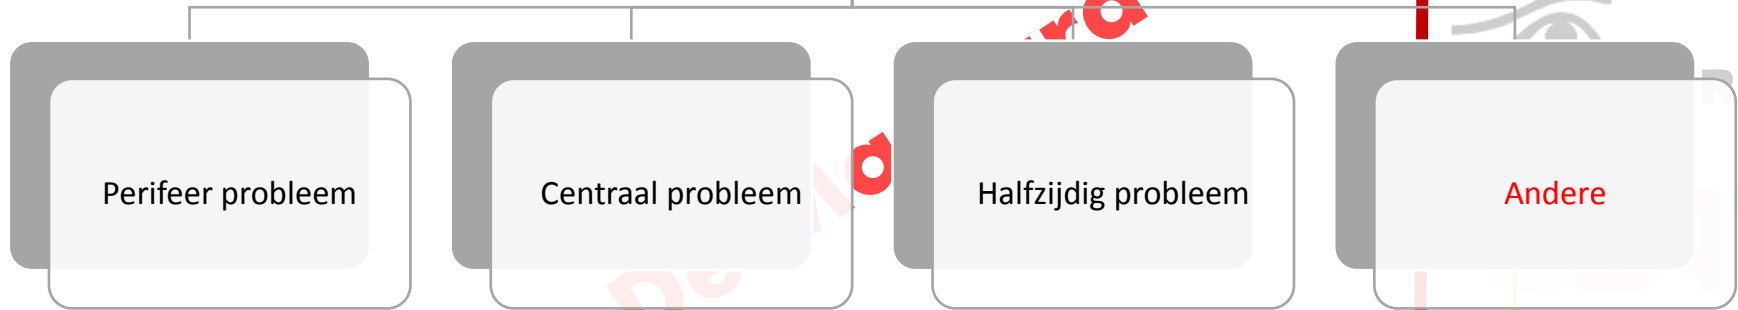 Perifeer probleem
Centraal probleem
Halfzijdig probleem
Andere
R